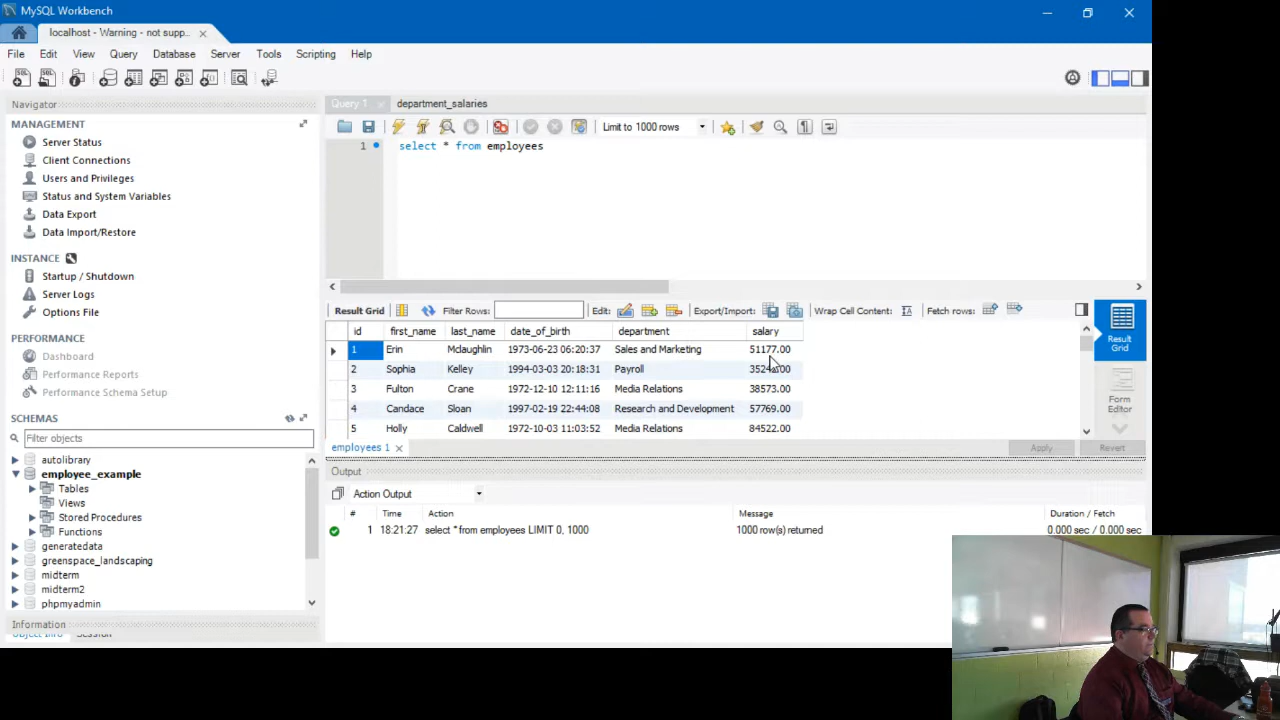 MySQL Workbench
localhost - Warning - not supp..
File Edit View Query Database Server Tools Scripting Help
Navigator
MANAGEMENT
Server Status
Client Connections
Users and Privileges
Status and System Variables
Data Export
Data Import/Restore
INSTANCE
Startup / Shutdown
Server Logs
Options File
PERFORMANCE
Dashboard
Performance Reports
Performance Schema Setup
SCHEMAS
Filter objects
autolibrary
employee_example
Tables
Views
Stored Procedures
Functions
generatedata
greenspace_landscaping
midterm
midterm2
phpmyadmin
Information
Object Info Session
Query 1 department_salaries
Limit to 1000 rows
1 select * from employees
Result Grid Filter Rows: Edit: Export/Import: Wrap Cell Content: Fetch rows:
id first_name last_name date_of_birth department salary
1 Erin Mclaughlin 1973-06-23 06:20:37 Sales and Marketing 51177.00
2 Sophia Kelley 1994-03-03 20:18:31 Payroll
3 Fulton Crane 1972-12-10 12:11:16 Media Relations 38573.00
4 Candace Sloan 1997-02-19 22:44:08 Research and Development 57769.00
5 Holly Caldwell 1972-10-03 11:03:52 Media Relations 84522.00
Result Grid
Form Editor
employees 1 Apply Revert
Output
Action Output
# Time Action Message Duration / Fetch
1 18:21:27 select * from employees LIMIT 0, 1000 1000 row(s) returned 0.000 sec / 0.000 sec